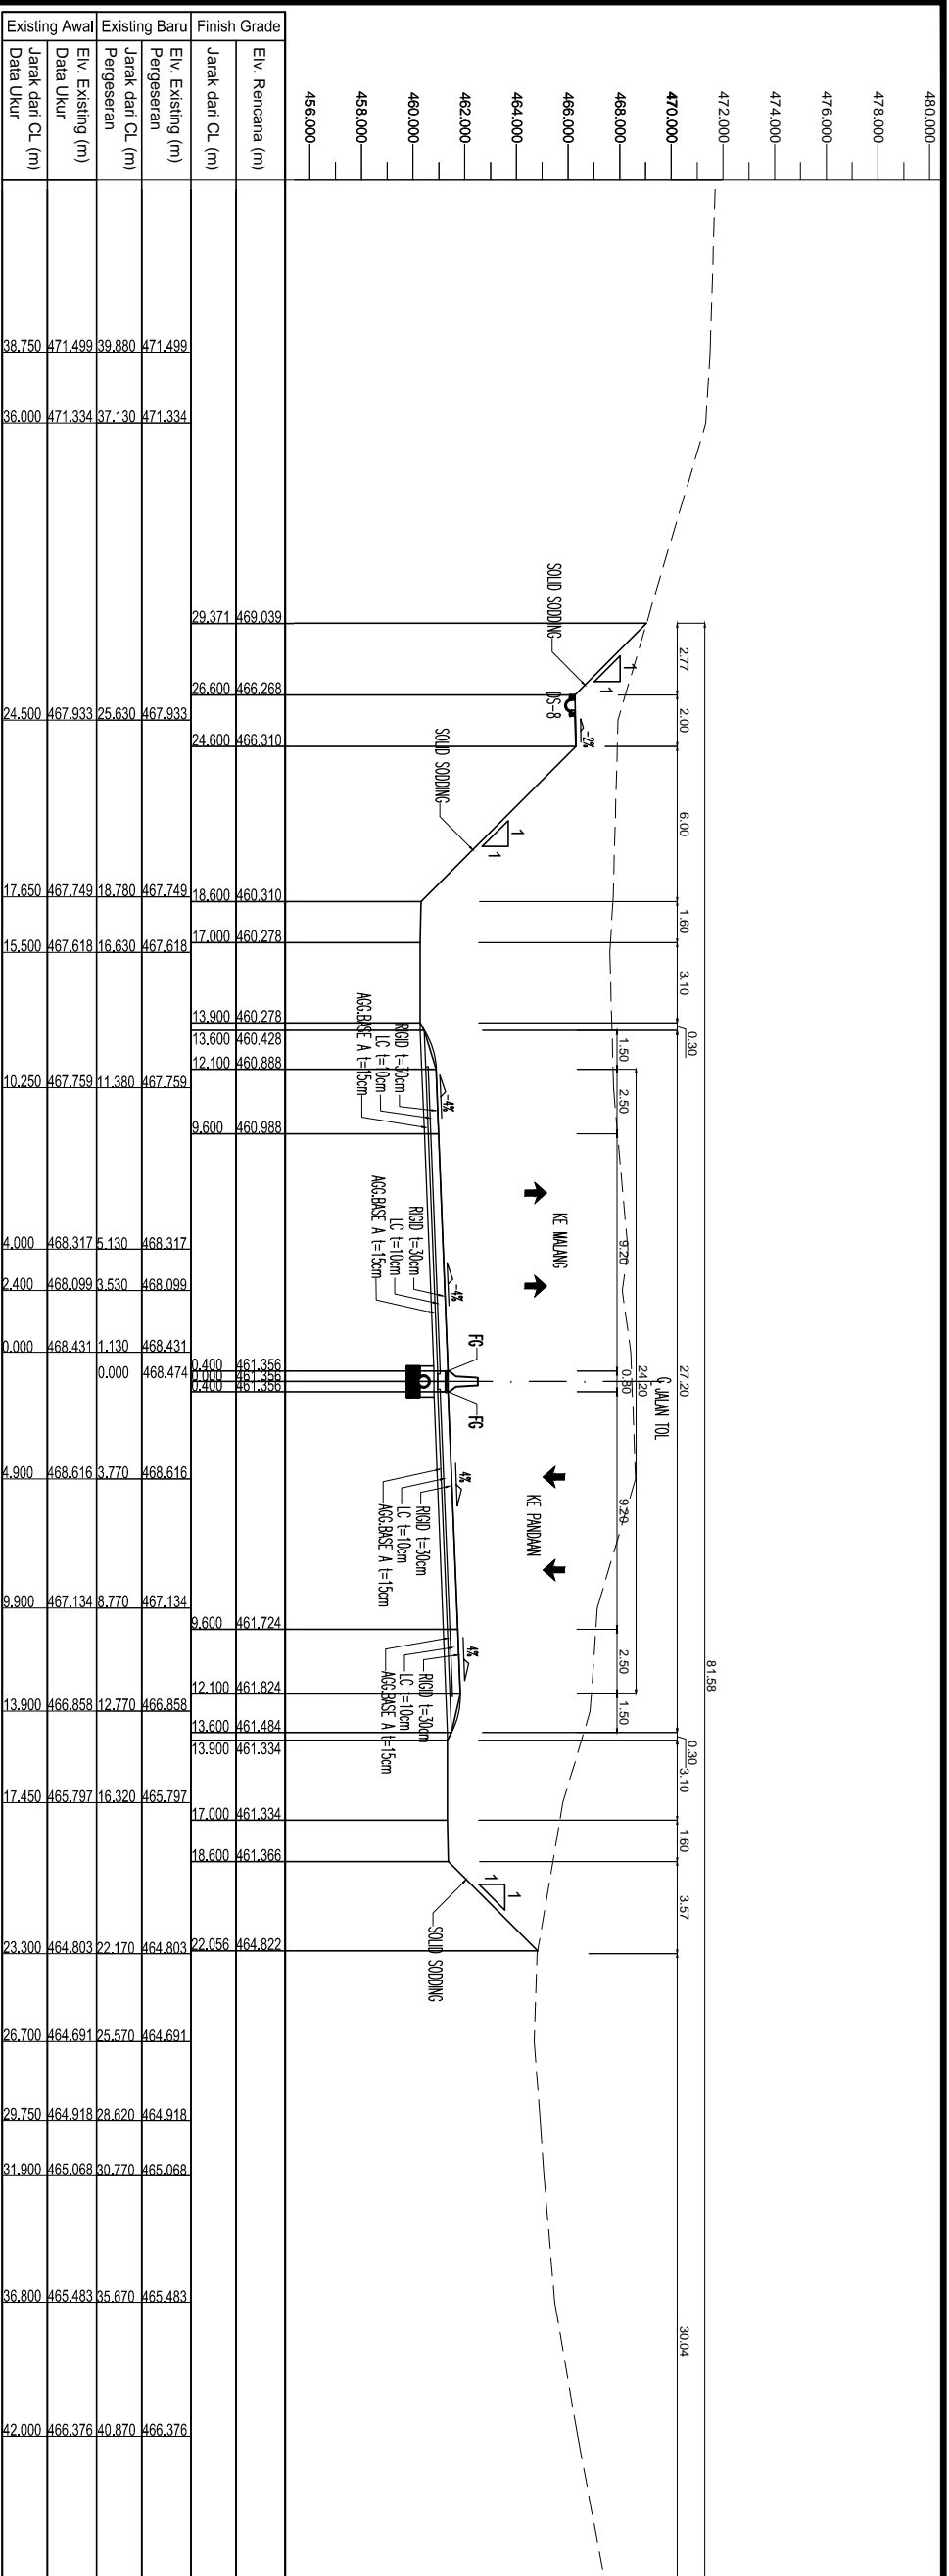 480.000
478.000
476.000
474.000
472.000
470.000
468.000
466.000
464.000
462.000
460.000
458.000
456.000
81.58
27.20
24.20
2.77
2.00
6.00
1.60
3.10
0.30
1.50
2.50
9.20
0.80
9.20
2.50
1.50
0.30
3.10
1.60
3.57
30.04
JALAN TOL
KE MALANG
KE PANDAAN
SOLID SODDING
1
1
DS-8
-2%
SOLID SODDING
1
1
-4%
RIGID t=30cm
LC t=10cm
AGG.BASE A t=15cm
-4%
RIGID t=30cm
LC t=10cm
AGG.BASE A t=15cm
FG
FG
4%
RIGID t=30cm
LC t=10cm
AGG.BASE A t=15cm
4%
RIGID t=30cm
LC t=10cm
AGG.BASE A t=15cm
1
1
SOLID SODDING
Finish Grade
Elv. Rencana (m)
469.039 466.268 466.310 460.310 460.278 460.278 460.428 460.888 460.988 461.356 461.356 461.356 461.724 461.824 461.484 461.334 461.334 461.366 464.822
Jarak dari CL (m)
29.371 26.600 24.600 18.600 17.000 13.900 13.600 12.100 9.600 0.400 0.000 0.400 9.600 12.100 13.600 13.900 17.000 18.600 22.056
Existing Baru
Elv. Existing (m)
Pergeseran
471.499 471.334 467.933 467.749 467.618 467.759 468.317 468.099 468.431 468.474 468.616 467.134 466.858 465.797 464.803 464.691 464.918 465.068 465.483 466.376
Jarak dari CL (m)
Pergeseran
39.880 37.130 25.630 18.780 16.630 11.380 5.130 3.530 1.130 0.000 3.770 8.770 12.770 16.320 22.170 25.570 28.620 30.770 35.670 40.870
Existing Awal
Elv. Existing (m)
Data Ukur
471.499 471.334 467.933 467.749 467.618 467.759 468.317 468.099 468.431 468.616 467.134 466.858 465.797 464.803 464.691 464.918 465.068 465.483 466.376
Jarak dari CL (m)
Data Ukur
38.750 36.000 24.500 17.650 15.500 10.250 4.000 2.400 0.000 4.900 9.900 13.900 17.450 23.300 26.700 29.750 31.900 36.800 42.000